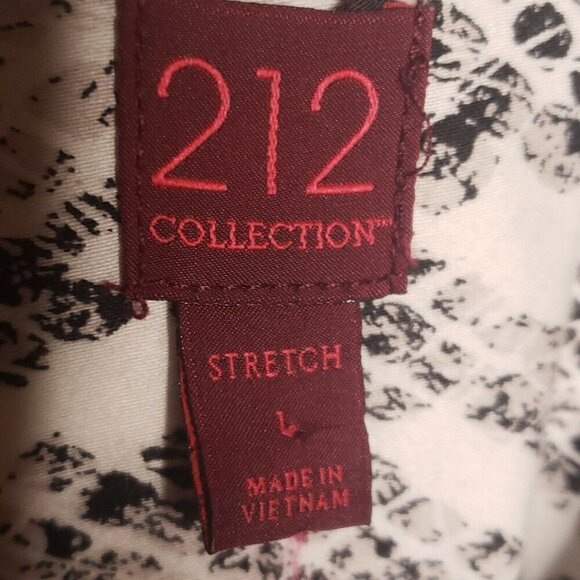 212
COLLECTION™
STRETCH
L
MADE IN
VIETNAM